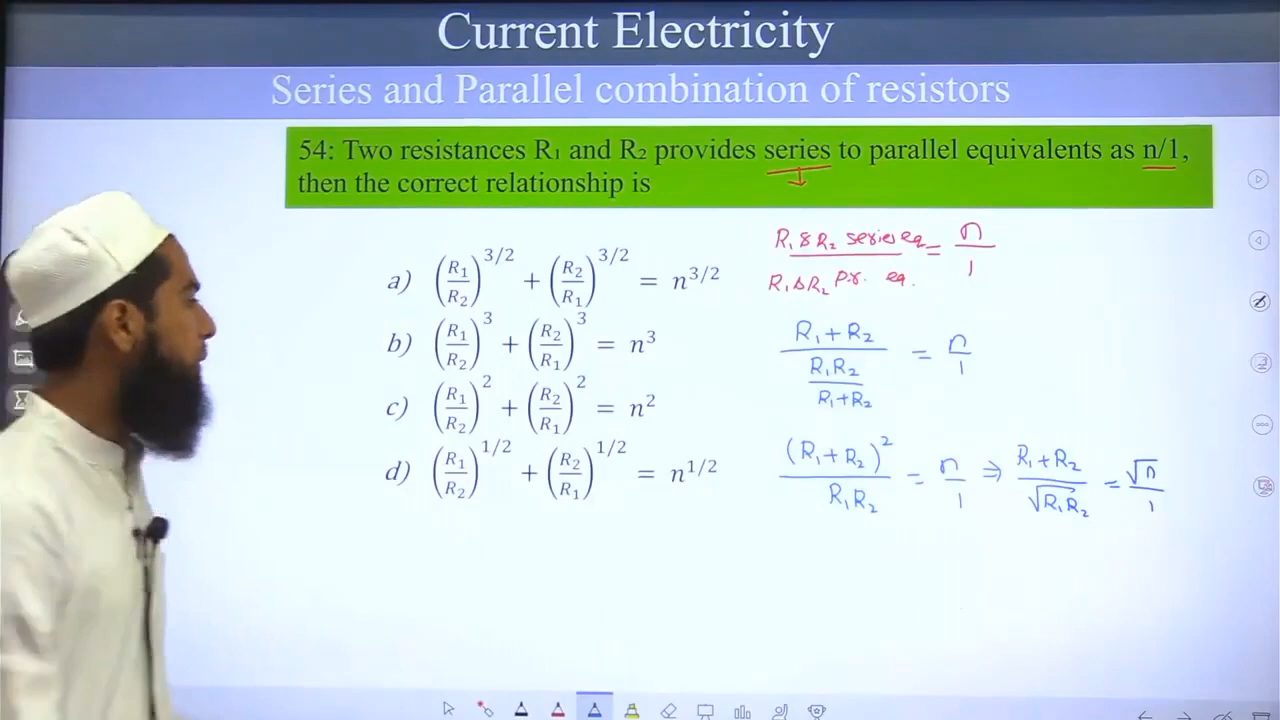 Current Electricity
Series and Parallel combination of resistors
54: Two resistances R₁ and R₂ provides series to parallel equivalents as n/1,
then the correct relationship is
a) (R₁/R₂)^3/2 + (R₂/R₁)^3/2 = n^3/2
b) (R₁/R₂)^3 + (R₂/R₁)^3 = n^3
c) (R₁/R₂)^2 + (R₂/R₁)^2 = n^2
d) (R₁/R₂)^1/2 + (R₂/R₁)^1/2 = n^1/2
R₁ & R₂ series eq = n/1
R₁ & R₂ pr. eq.
(R₁+R₂)/(R₁R₂/(R₁+R₂)) = n/1
(R₁+R₂)²/R₁R₂ = n/1 ⇒ (R₁+R₂)/√R₁R₂ = √n/1